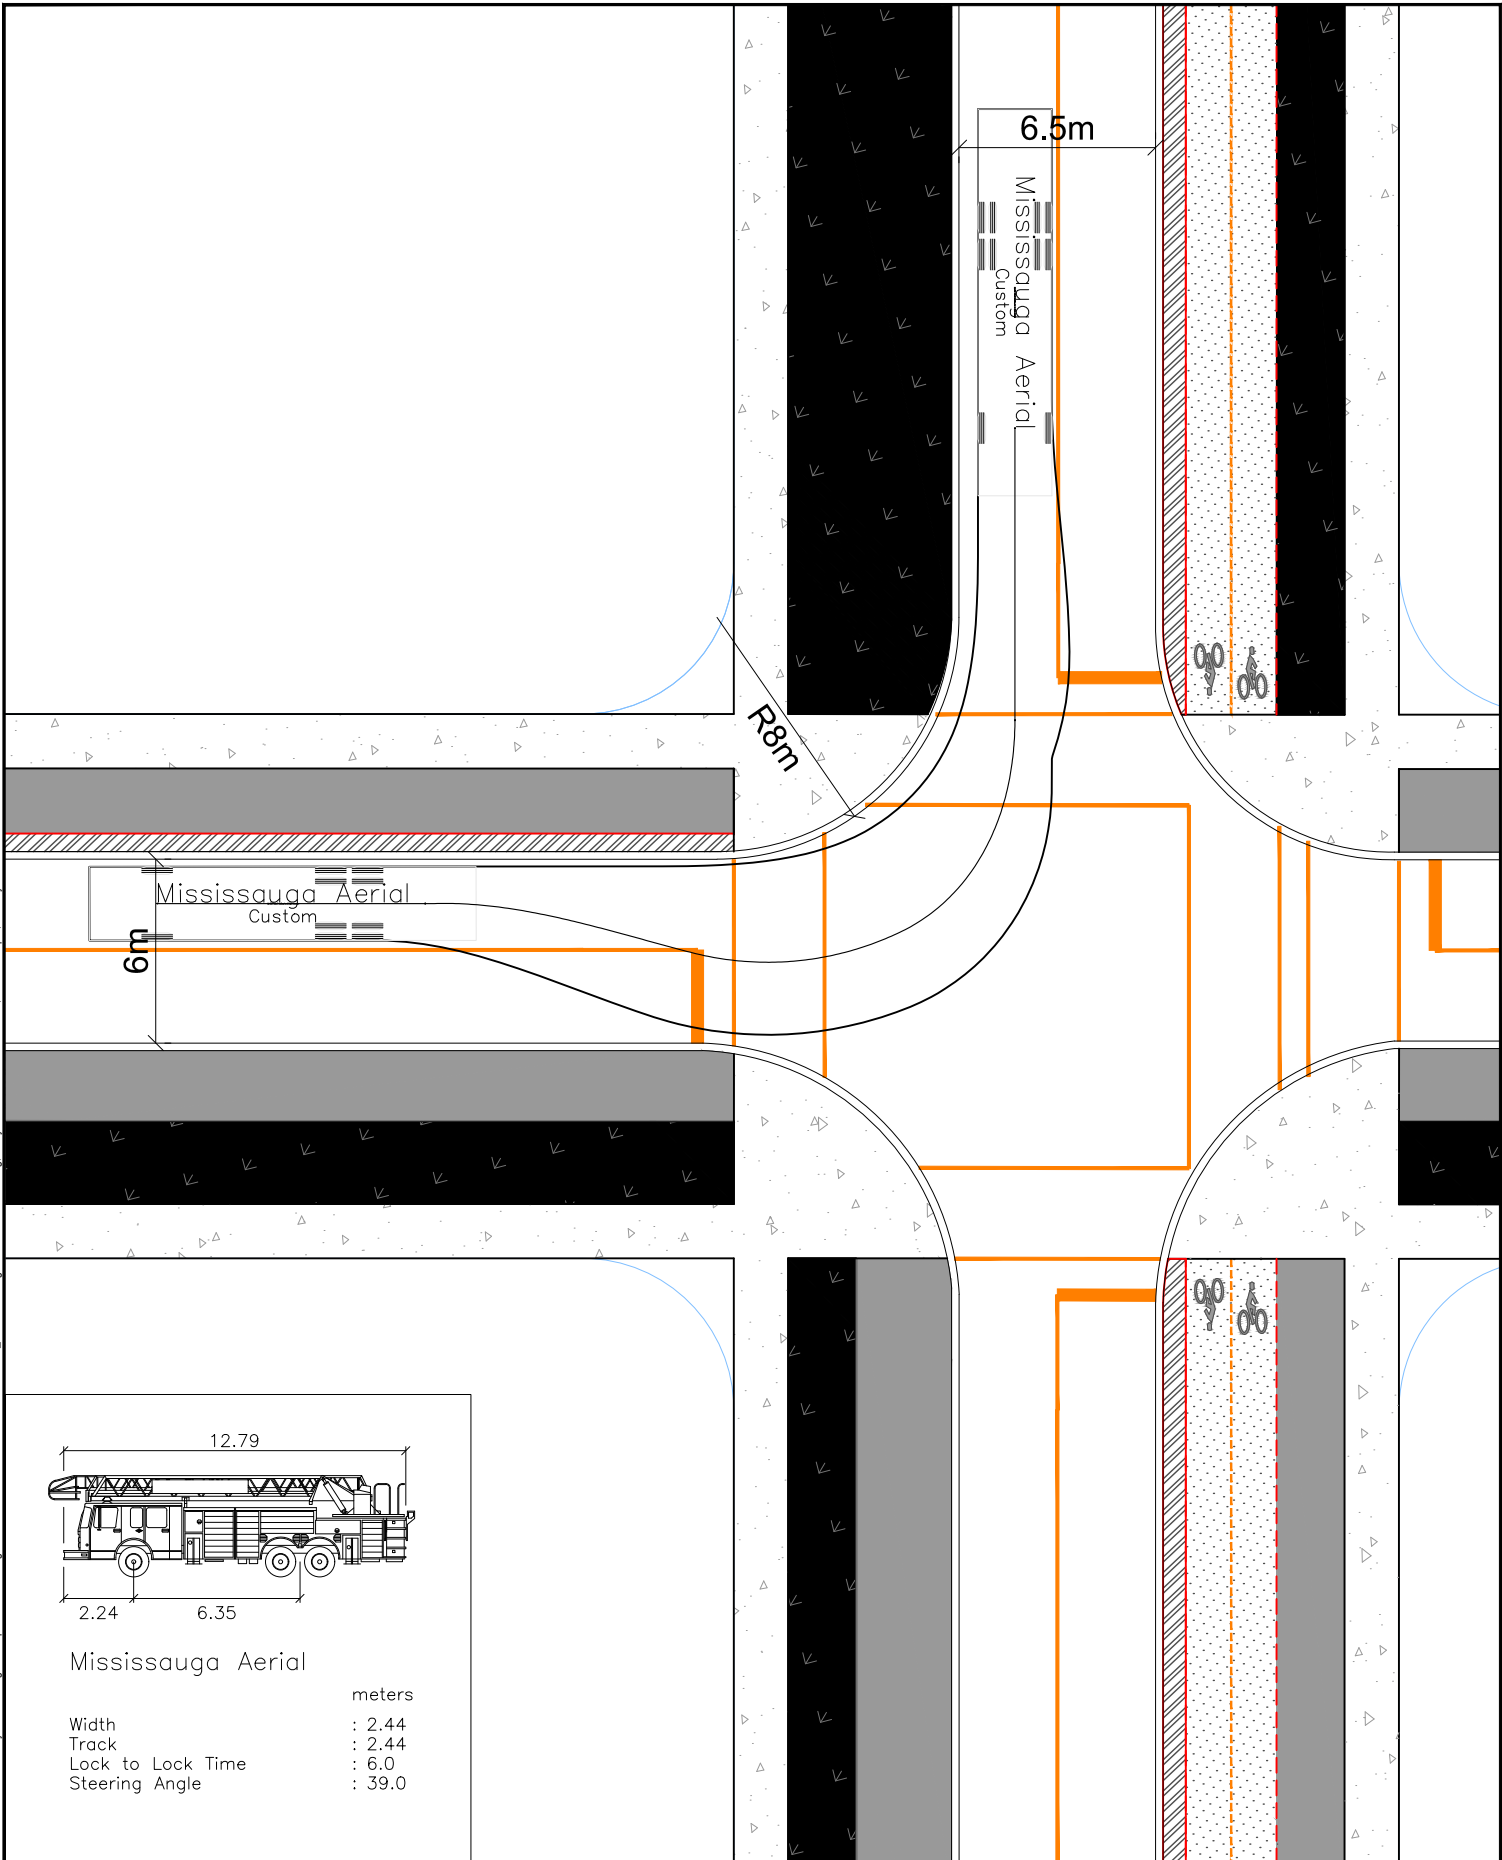 6.5m
Mississauga Aerial
Custom
R8m
Mississauga Aerial
Custom
6m
12.79
2.24
6.35
Mississauga Aerial
meters
Width : 2.44
Track : 2.44
Lock to Lock Time : 6.0
Steering Angle : 39.0